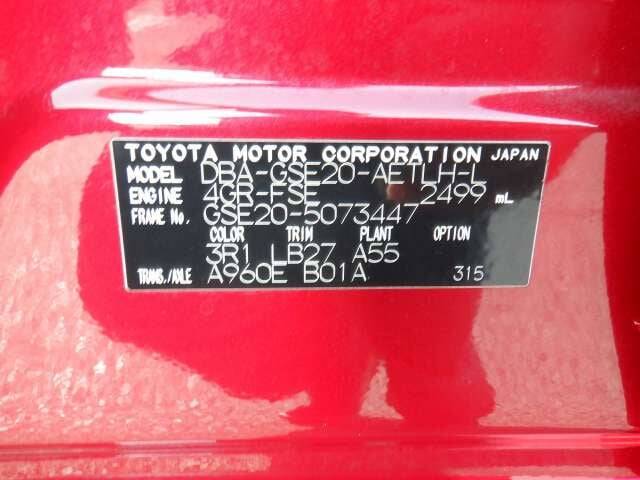 TOYOTA MOTOR CORPORATION JAPAN
MODEL DBA-GSE20-AETLH-L
ENGINE 4GR-FSE 2499 mL
FRAME No. GSE20-5073447
COLOR TRIM PLANT OPTION
3R1 LB27 A55
TRANS./AXLE A960E B01A 315